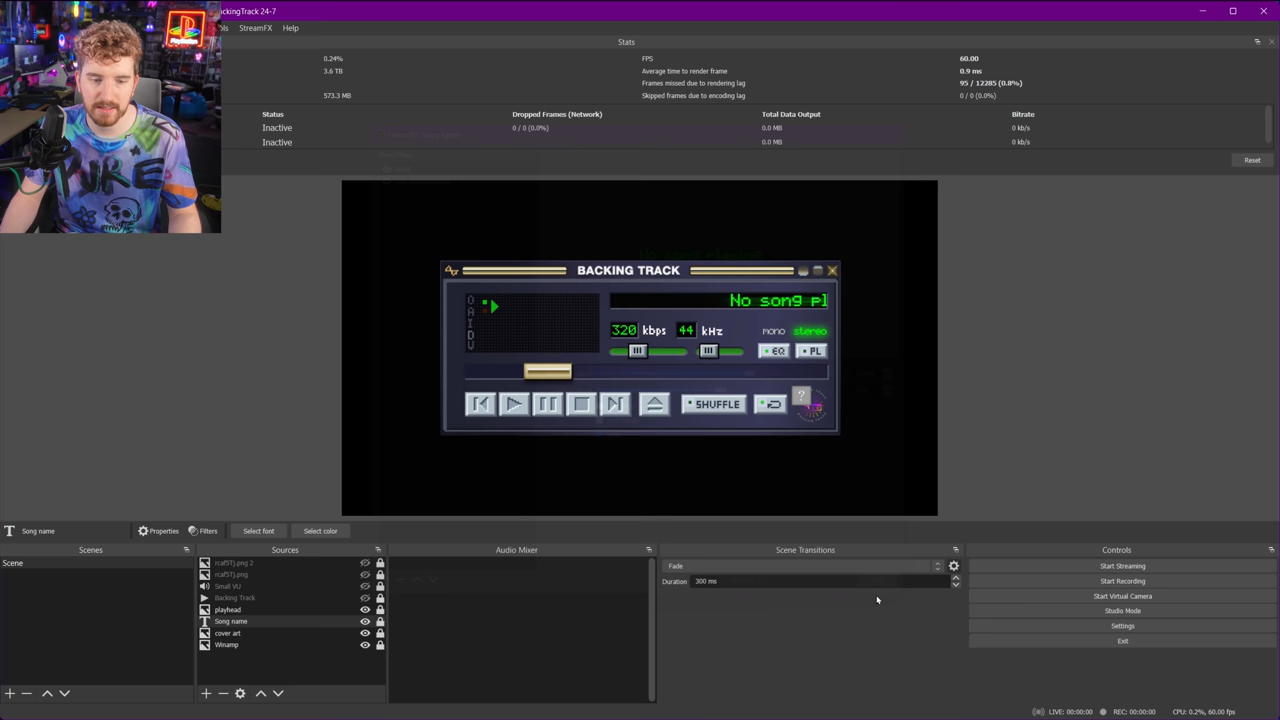 ackingTrack 24-7
ols StreamFX Help
Stats
0.24% FPS 60.00
3.6 TB Average time to render frame 0.9 ms
Frames missed due to rendering lag 95 / 12285 (0.8%)
573.3 MB Skipped frames due to encoding lag 0 / 0 (0.0%)
Status Dropped Frames (Network) Total Data Output Bitrate
Inactive 0 / 0 (0.0%) 0.0 MB 0 kb/s
Inactive 0.0 MB 0 kb/s
Reset
BACKING TRACK
O
A
I
D
V
No song pl
320 kbps 44 kHz mono stereo
EQ PL
SHUFFLE
?
T Song name Properties Filters Select font Select color
Scenes Sources Audio Mixer Scene Transitions Controls
Scene
rcaf5Tj.png 2
rcaf5Tj.png
Small VU
Backing Track
playhead
T Song name
cover art
Winamp
Fade
Duration 300 ms
Start Streaming
Start Recording
Start Virtual Camera
Studio Mode
Settings
Exit
LIVE: 00:00:00 REC: 00:00:00 CPU: 0.2%, 60.00 fps